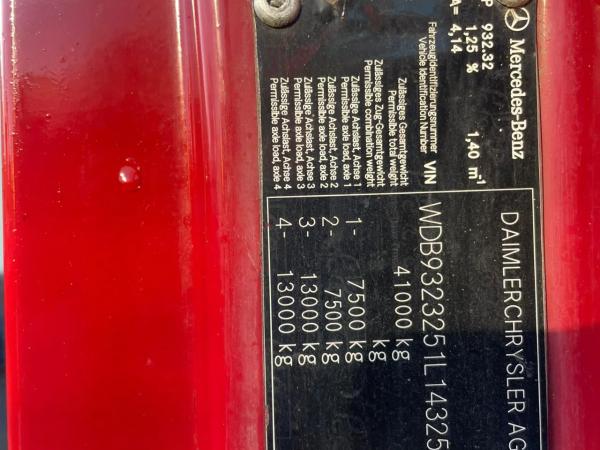 Mercedes-Benz
DAIMLERCHRYSLER AG
P 932.32
1,25 %
1,40 m-1
A= 4,14
Fahrzeugidentifizierungsnummer
Vehicle Identification Number
VIN
WDB9323251L14325
Zulässiges Gesamtgewicht
Permissible total weight
41000 kg
Zulässiges Zug-Gesamtgewicht
Permissible combination weight
kg
Zulässige Achslast, Achse 1
Permissible axle load, axle 1
1- 7500 kg
Zulässige Achslast, Achse 2
Permissible axle load, axle 2
2- 7500 kg
Zulässige Achslast, Achse 3
Permissible axle load, axle 3
3- 13000 kg
Zulässige Achslast, Achse 4
Permissible axle load, axle 4
4- 13000 kg